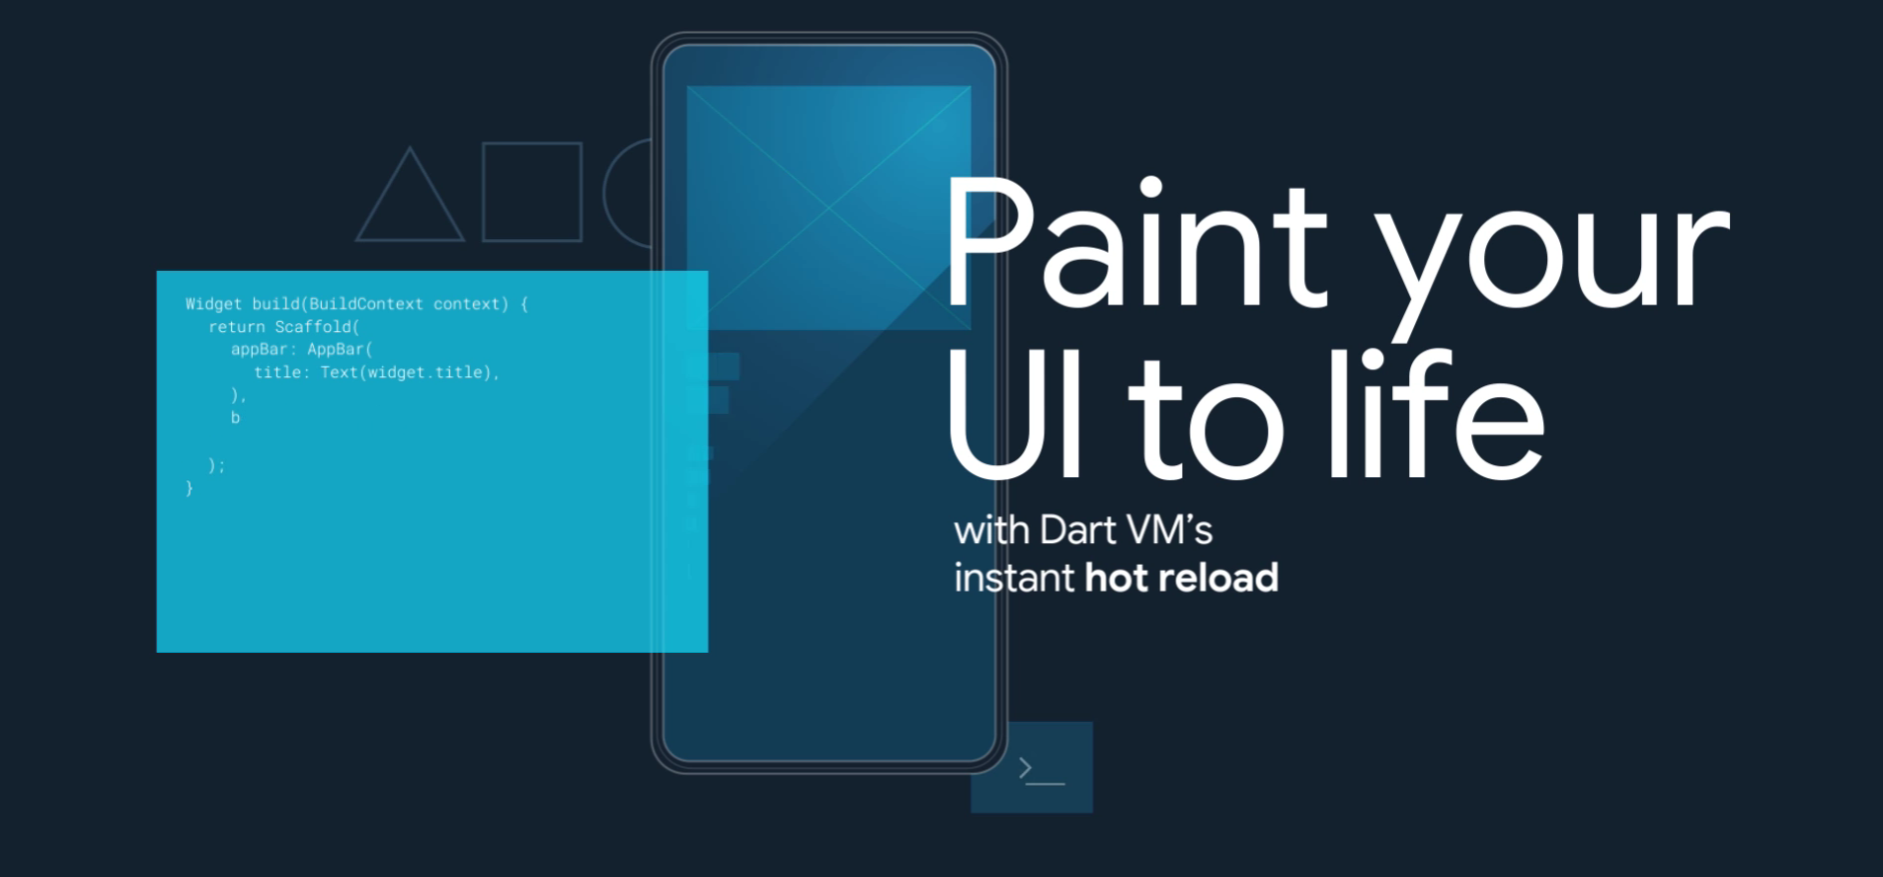 Widget build(BuildContext context) {
return Scaffold(
appBar: AppBar(
title: Text(widget.title),
),
b
);
}
Paint your
UI to life
with Dart VM’s
instant hot reload
>_